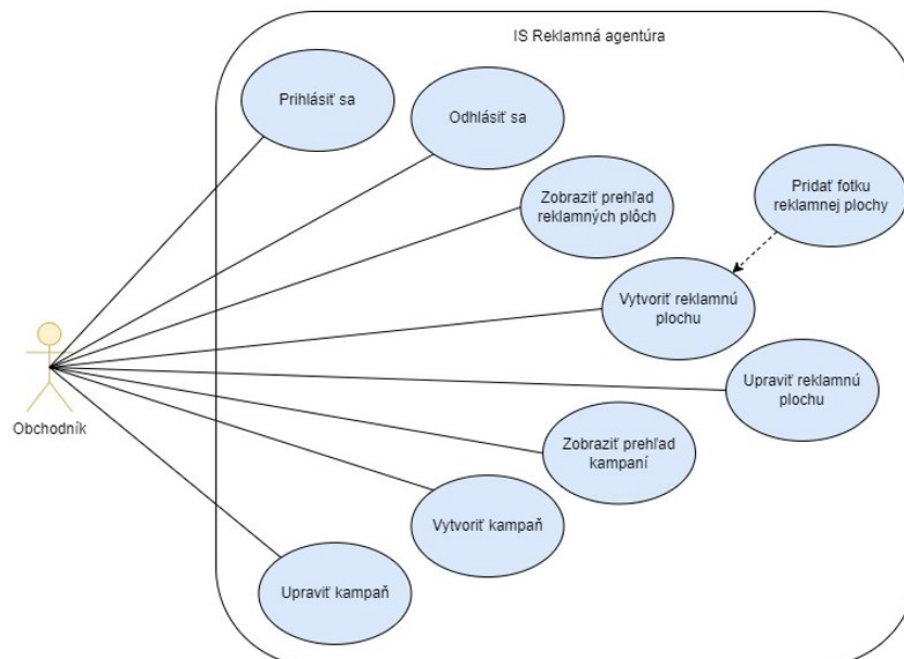 IS Reklamná agentúra
Prihlásiť sa
Odhlásiť sa
Zobraziť prehľad
reklamných plôch
Pridať fotku
reklamnej plochy
Vytvoriť reklamnú
plochu
Upraviť reklamnú
plochu
Obchodník
Zobraziť prehľad
kampaní
Vytvoriť kampaň
Upraviť kampaň